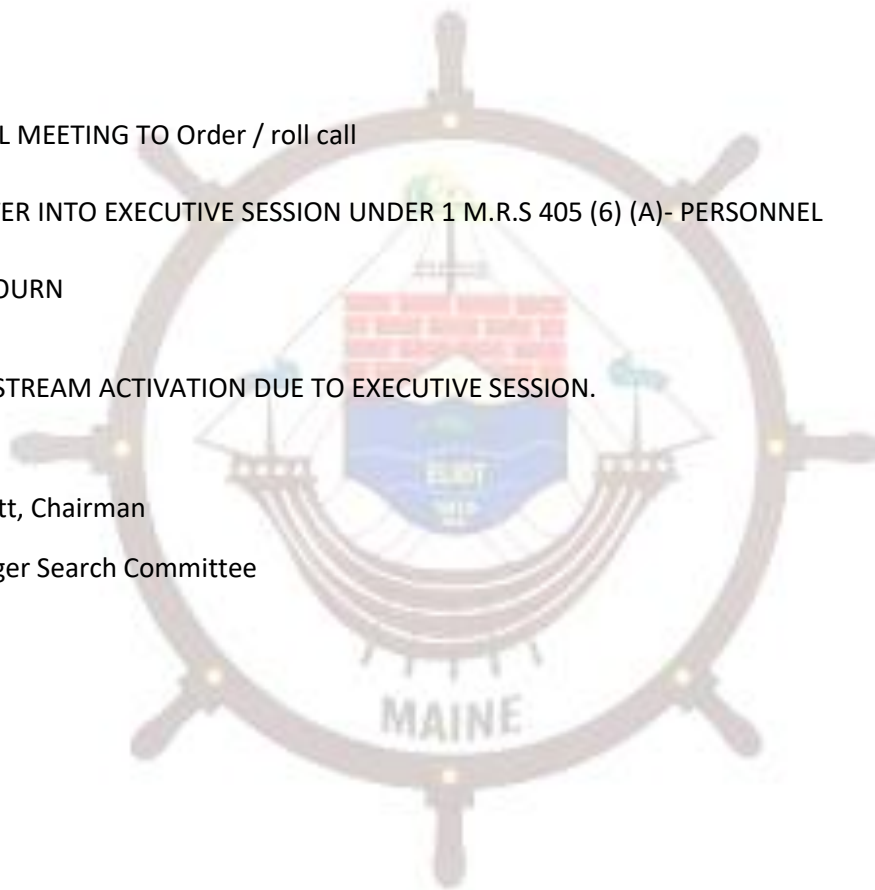 L MEETING TO Order / roll call
ER INTO EXECUTIVE SESSION UNDER 1 M.R.S 405 (6) (A)- PERSONNEL
OURN
STREAM ACTIVATION DUE TO EXECUTIVE SESSION.
ELIOT
tt, Chairman
ger Search Committee
MAINE